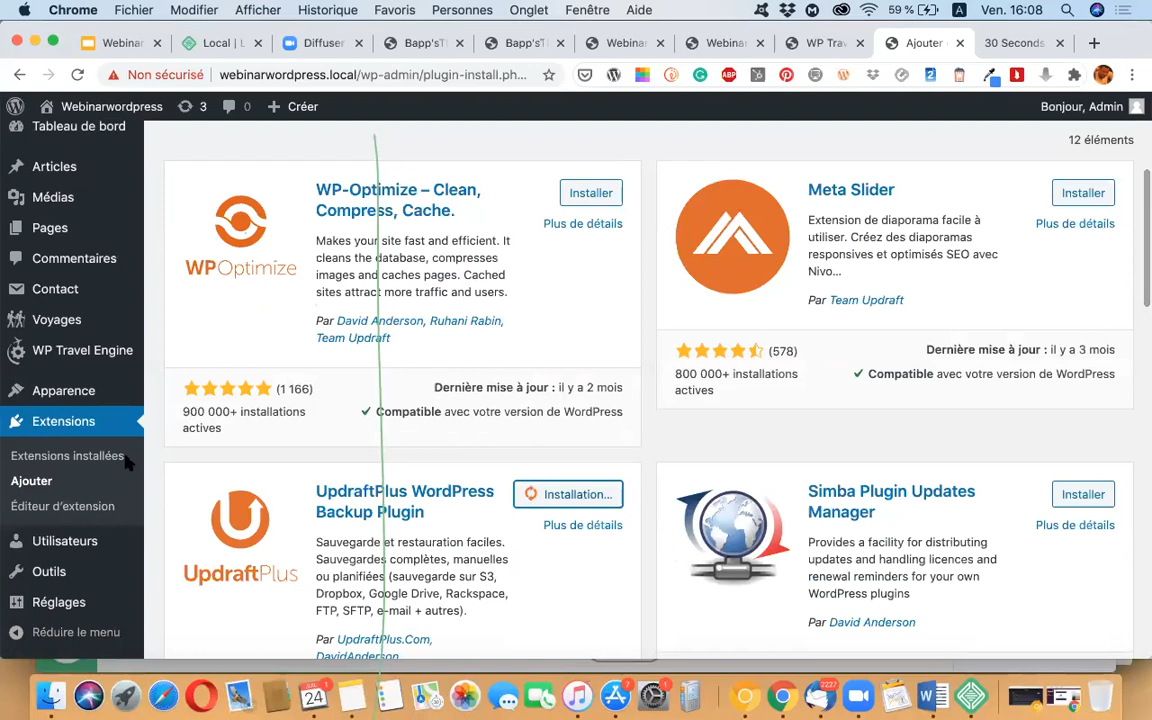 Chrome Fichier Modifier Afficher Historique Favoris Personnes Onglet Fenêtre Aide 59 % A Ven. 16:08
Webinar Local | L Diffuser Bapp'sT Bapp'sT Webinar Webinar WP Trav Ajouter 30 Seconds
Non sécurisé webinarwordpress.local/wp-admin/plugin-install.ph...
Webinarwordpress 3 0 Créer Bonjour, Admin
Tableau de bord
Articles
Médias
Pages
Commentaires
Contact
Voyages
WP Travel Engine
Apparence
Extensions
Extensions installées
Ajouter
Éditeur d'extension
Utilisateurs
Outils
Réglages
Réduire le menu
12 éléments
WPOptimize
WP-Optimize – Clean,
Compress, Cache.
Installer
Plus de détails
Makes your site fast and efficient. It
cleans the database, compresses
images and caches pages. Cached
sites attract more traffic and users.
Par David Anderson, Ruhani Rabin,
Team Updraft
(1 166)
900 000+ installations
actives
Dernière mise à jour : il y a 2 mois
Compatible avec votre version de WordPress
Meta Slider
Installer
Plus de détails
Extension de diaporama facile à
utiliser. Créez des diaporamas
responsives et optimisés SEO avec
Nivo...
Par Team Updraft
(578)
800 000+ installations
actives
Dernière mise à jour : il y a 3 mois
Compatible avec votre version de WordPress
UpdraftPlus
UpdraftPlus WordPress
Backup Plugin
Installation...
Plus de détails
Sauvegarde et restauration faciles.
Sauvegardes complètes, manuelles
ou planifiées (sauvegarde sur S3,
Dropbox, Google Drive, Rackspace,
FTP, SFTP, e-mail + autres).
Par UpdraftPlus.Com,
DavidAnderson
Simba Plugin Updates
Manager
Installer
Plus de détails
Provides a facility for distributing
updates and handling licences and
renewal reminders for your own
WordPress plugins
Par David Anderson
24 1 7 1 2227